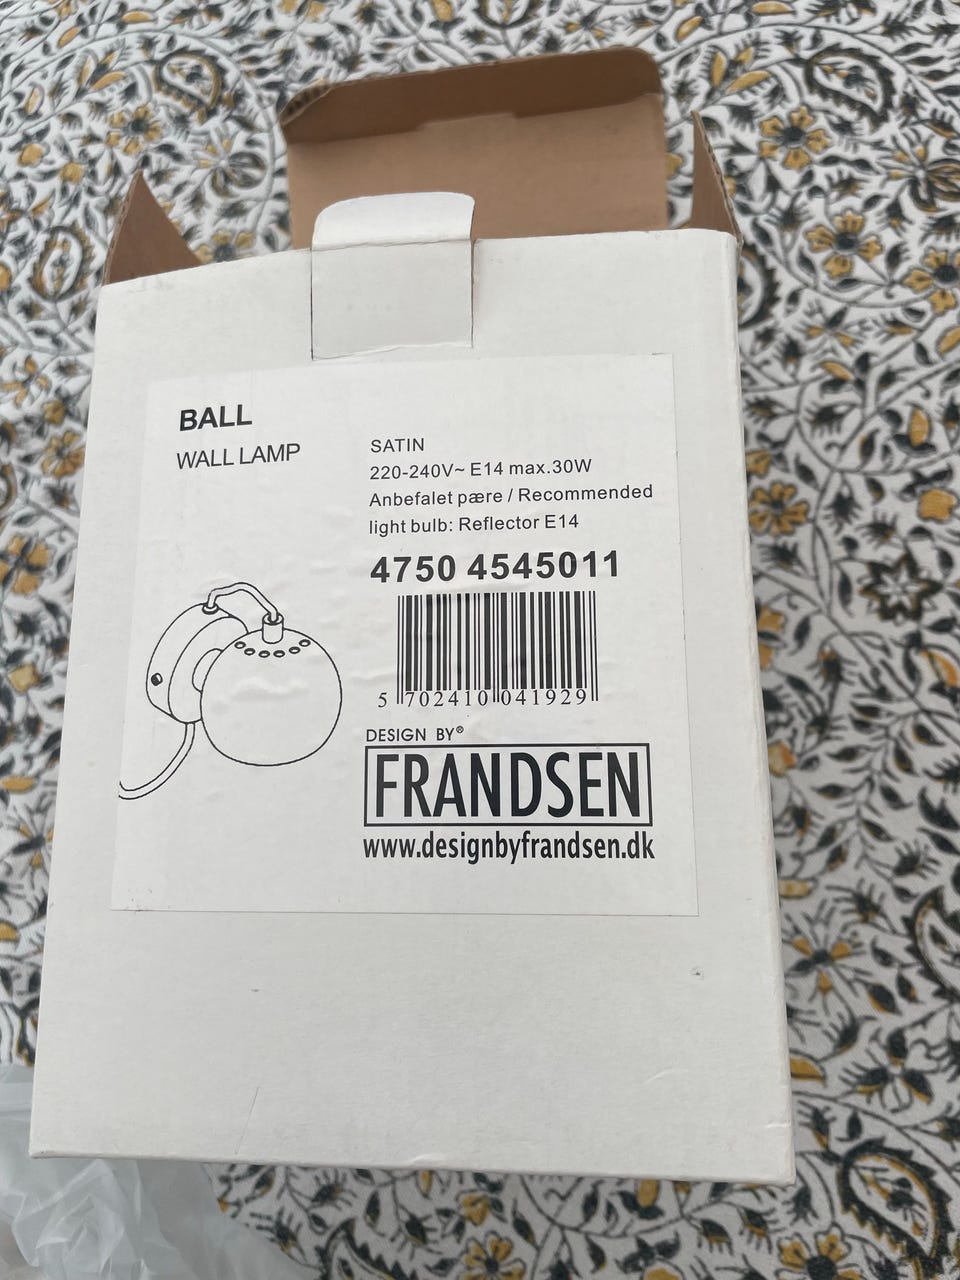 BALL
WALL LAMP
SATIN
220-240V~ E14 max.30W
Anbefalet pære / Recommended
light bulb: Reflector E14
4750 4545011
5 702410 041929
DESIGN BY®
FRANDSEN
www.designbyfrandsen.dk